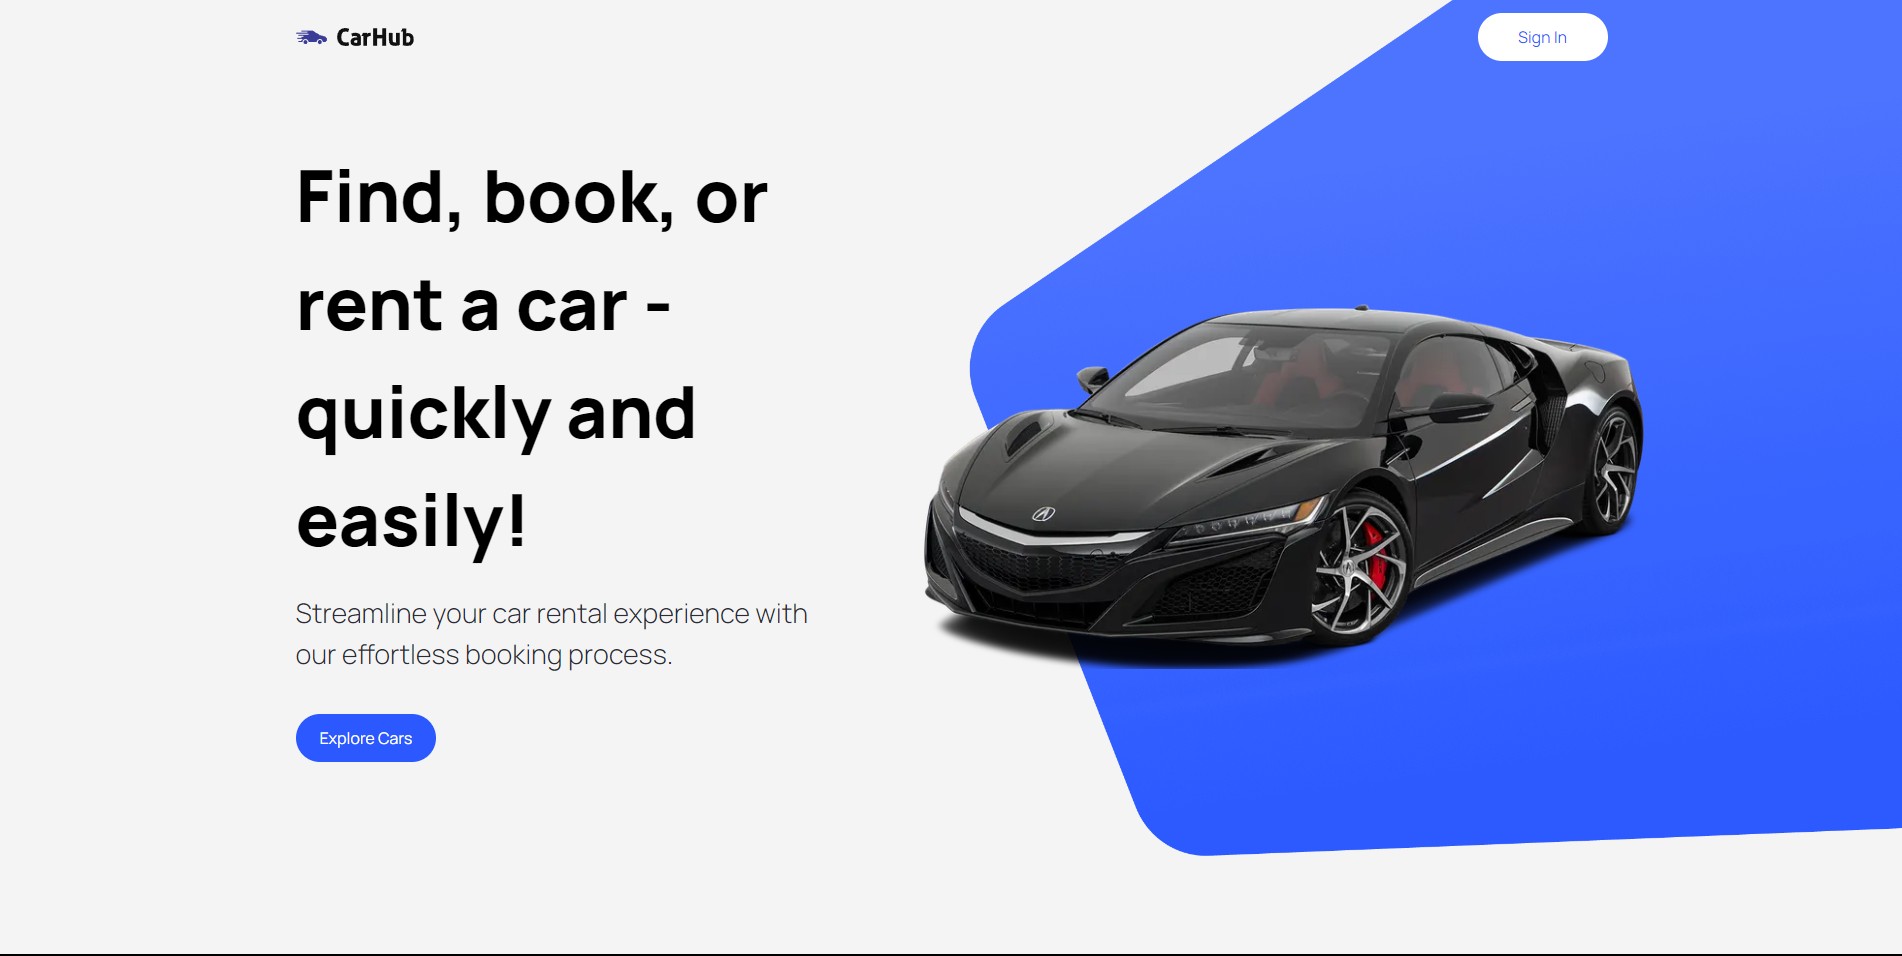 CarHub
Sign In
Find, book, or
rent a car -
quickly and
easily!
Streamline your car rental experience with
our effortless booking process.
Explore Cars